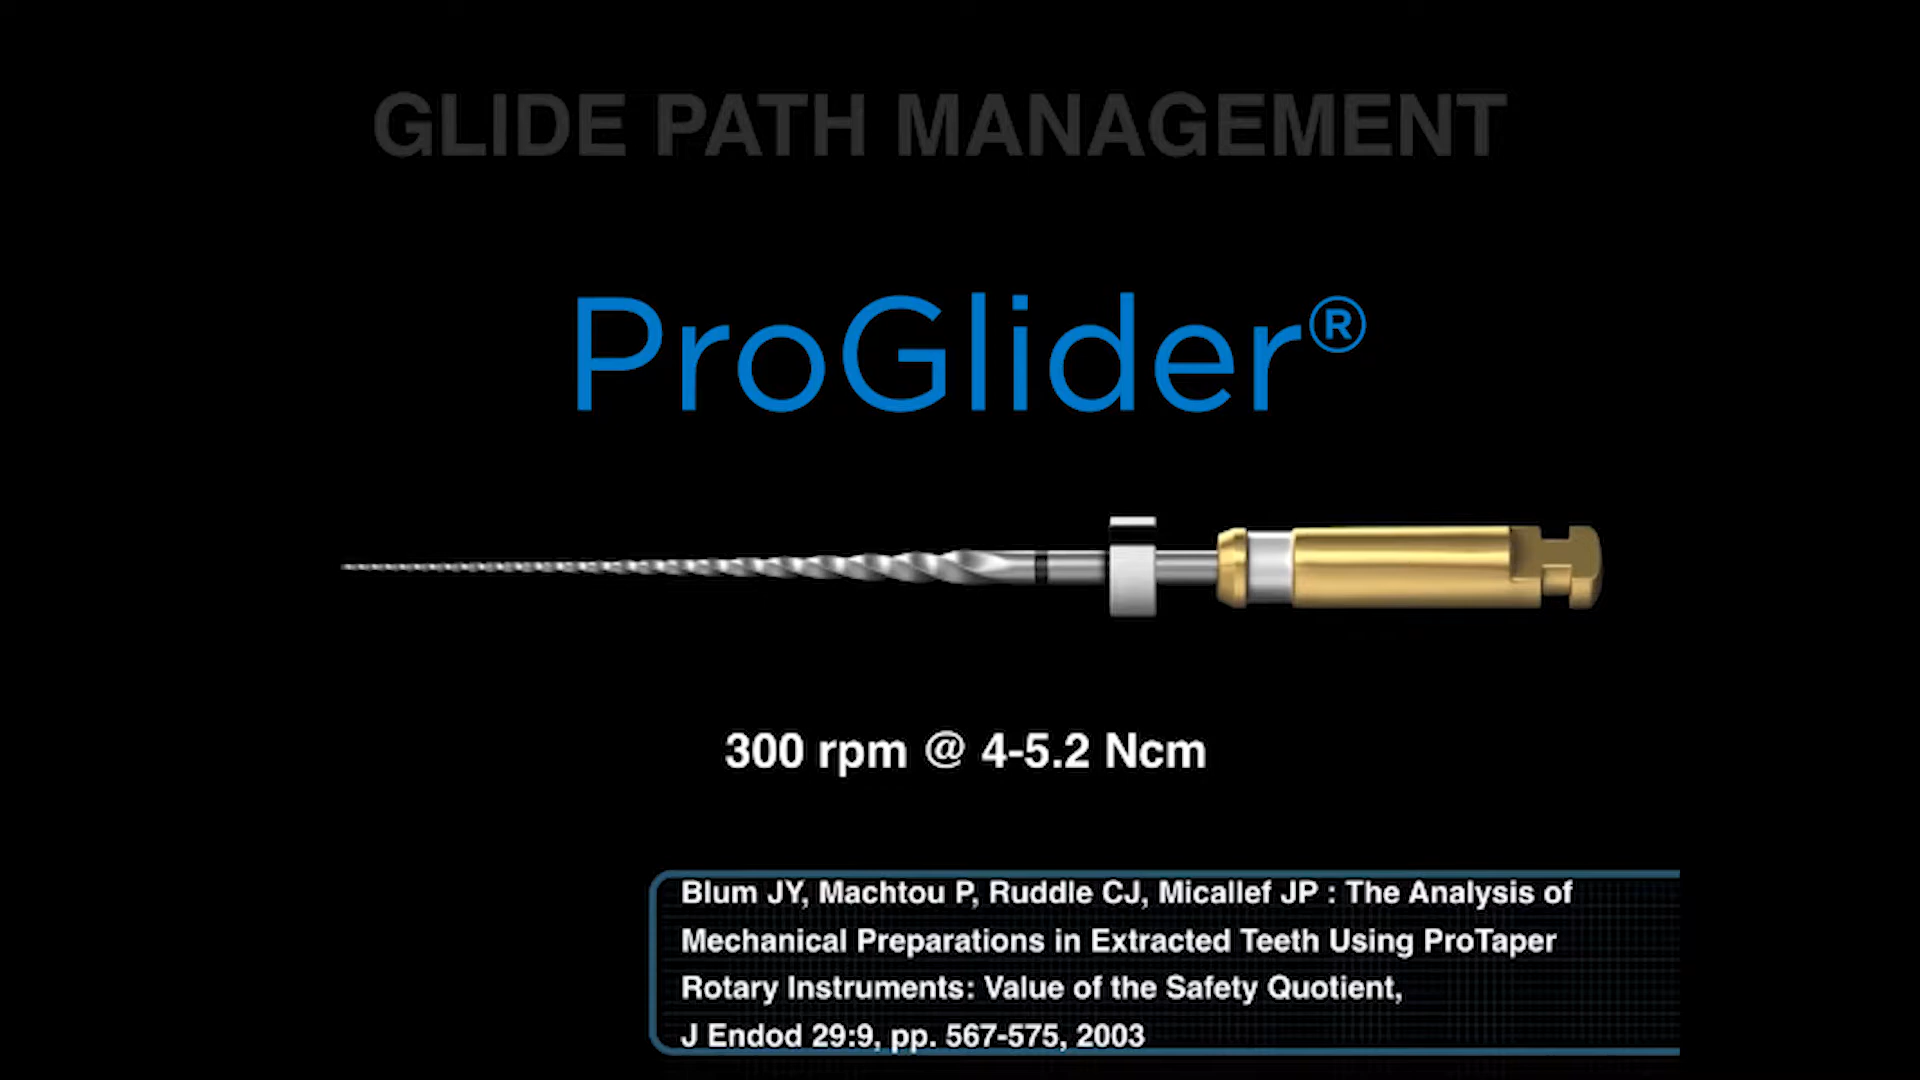 GLIDE PATH MANAGEMENT
ProGlider®
300 rpm @ 4-5.2 Ncm
Blum JY, Machtou P, Ruddle CJ, Micallef JP : The Analysis of
Mechanical Preparations in Extracted Teeth Using ProTaper
Rotary Instruments: Value of the Safety Quotient,
J Endod 29:9, pp. 567-575, 2003